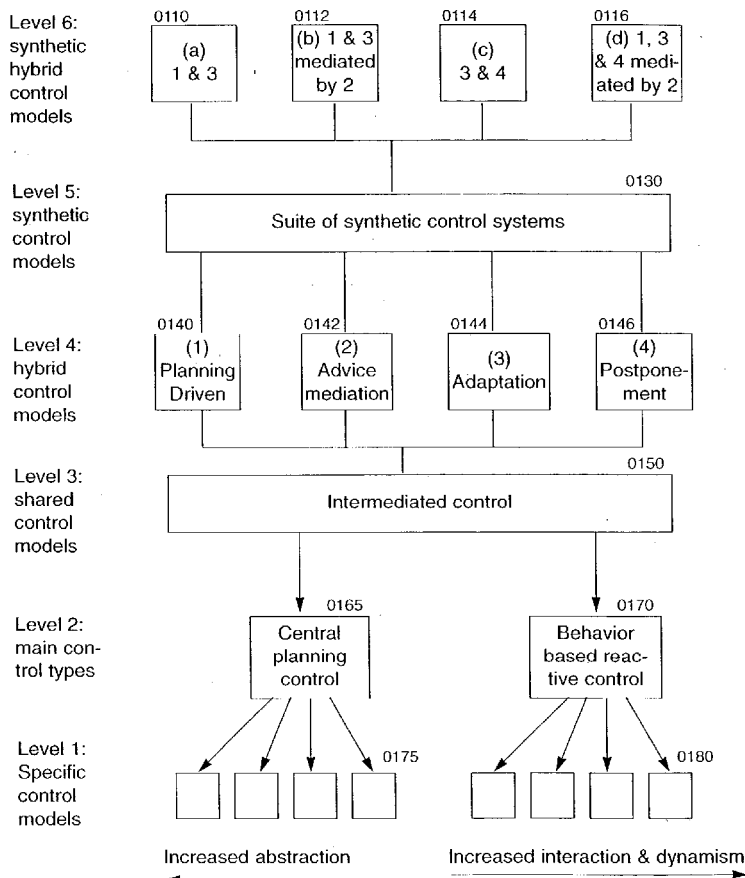 Level 6:
synthetic
hybrid
control
models
0110
(a)
1 & 3
0112
(b) 1 & 3
mediated
by 2
0114
(c)
3 & 4
0116
(d) 1, 3
& 4 medi-
ated by 2
Level 5:
synthetic
control
models
0130
Suite of synthetic control systems
Level 4:
hybrid
control
models
0140
(1)
Planning
Driven
0142
(2)
Advice
mediation
0144
(3)
Adaptation
0146
(4)
Postpone-
ment
Level 3:
shared
control
models
0150
Intermediated control
Level 2:
main con-
trol types
0165
Central
planning
control
0170
Behavior
based reac-
tive control
Level 1:
Specific
control
models
0175
0180
Increased abstraction
Increased interaction & dynamism